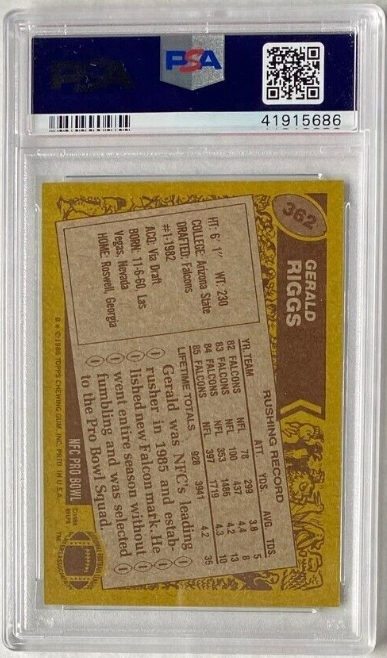 PSA
PSA
41915686
362
GERALD
RIGGS
HT: 6' 1" WT: 230
COLLEGE: Arizona State
DRAFTED: Falcons
#1-1982
ACQ: Via Draft
BORN: 11-6-60, Las
Vegas, Nevada
HOME: Roswell, Georgia
RUSHING RECORD
YR TEAM ATT. YDS. AVG. TDS.
82 FALCONS NFL 78 299 3.8 5
83 FALCONS NFL 100 437 4.4 8
84 FALCONS NFL 353 1486 4.2 13
85 FALCONS NFL 397 1719 4.3 10
LIFETIME TOTALS 928 3941 4.2 36
Gerald was NFC's leading
rusher in 1985 and estab-
lished new Falcon mark. He
went entire season without
fumbling and was selected
to the Pro Bowl Squad.
NFC PRO BOWL
© 1986 TOPPS CHEWING GUM, INC. PRTD. IN U.S.A.